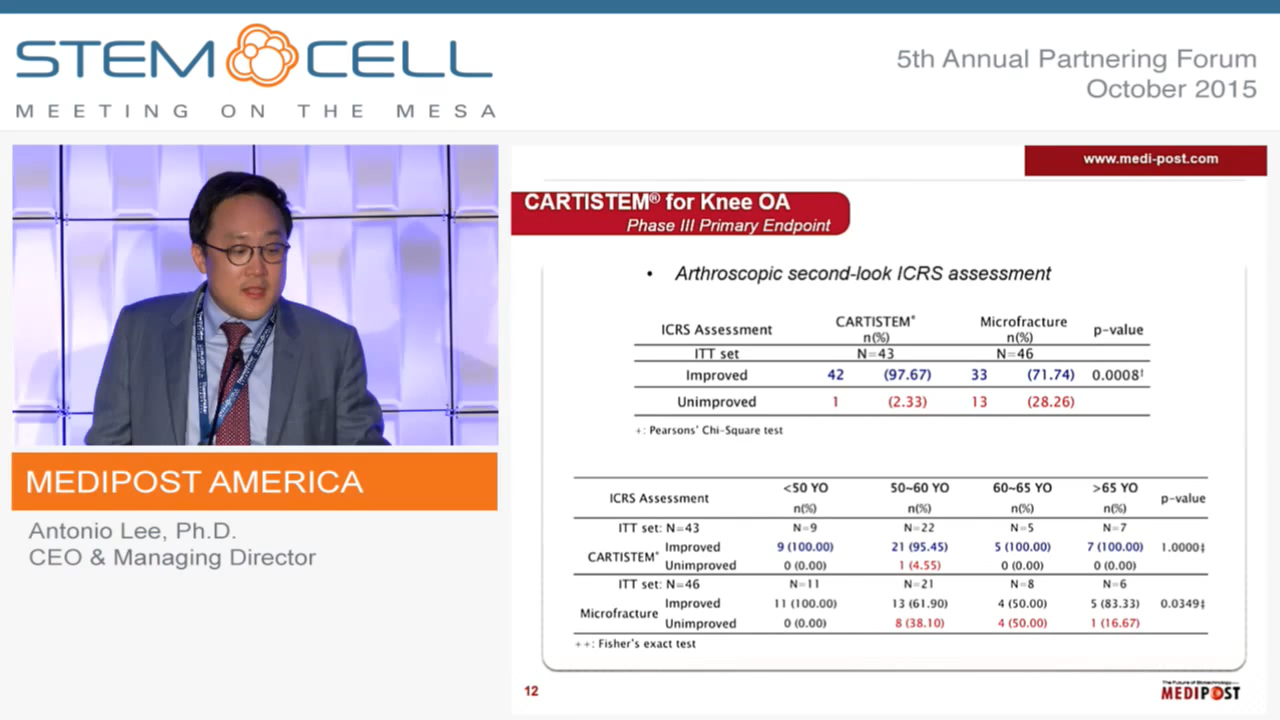 STEM CELL
MEETING ON THE MESA
5th Annual Partnering Forum
October 2015
MEDIPOST AMERICA
Antonio Lee, Ph.D.
CEO & Managing Director
www.medi-post.com
CARTISTEM® for Knee OA
Phase III Primary Endpoint
• Arthroscopic second-look ICRS assessment
ICRS Assessment CARTISTEM* n(%) Microfracture n(%) p-value
ITT set N=43 N=46
Improved 42 (97.67) 33 (71.74) 0.0008†
Unimproved 1 (2.33) 13 (28.26)
+: Pearsons' Chi-Square test
ICRS Assessment <50 YO n(%) 50~60 YO n(%) 60~65 YO n(%) >65 YO n(%) p-value
ITT set: N=43 N=9 N=22 N=5 N=7
CARTISTEM* Improved 9 (100.00) 21 (95.45) 5 (100.00) 7 (100.00) 1.0000‡
Unimproved 0 (0.00) 1 (4.55) 0 (0.00) 0 (0.00)
ITT set: N=46 N=11 N=21 N=8 N=6
Microfracture Improved 11 (100.00) 13 (61.90) 4 (50.00) 5 (83.33) 0.0349‡
Unimproved 0 (0.00) 8 (38.10) 4 (50.00) 1 (16.67)
++: Fisher's exact test
12
The Future of Biotechnology
MEDIPOST